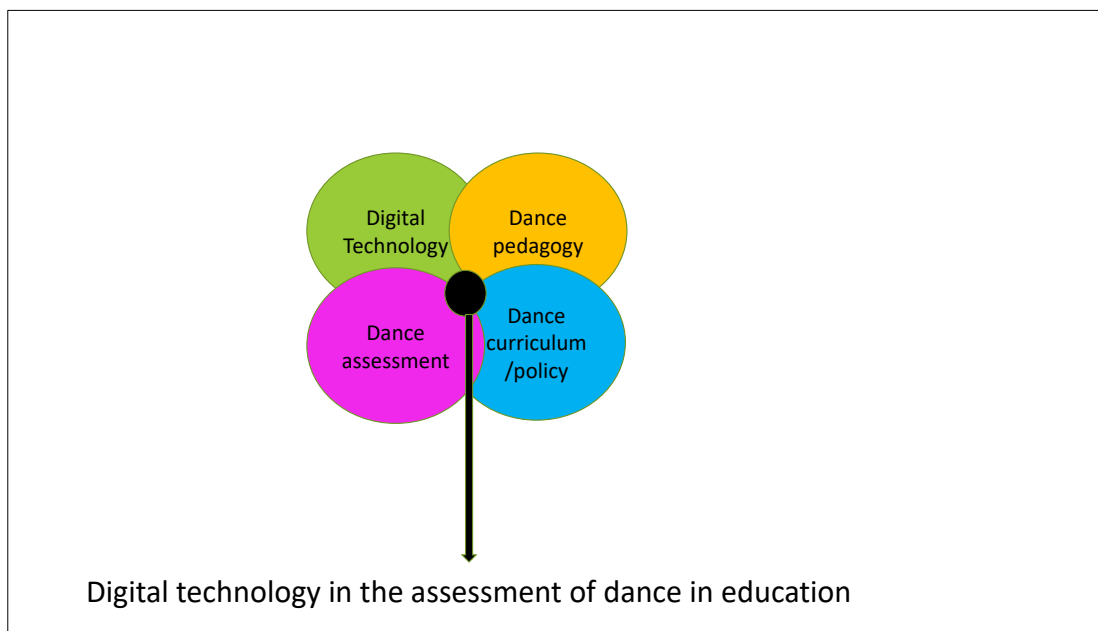 Digital
Technology
Dance
pedagogy
Dance
assessment
Dance
curriculum
/policy
Digital technology in the assessment of dance in education